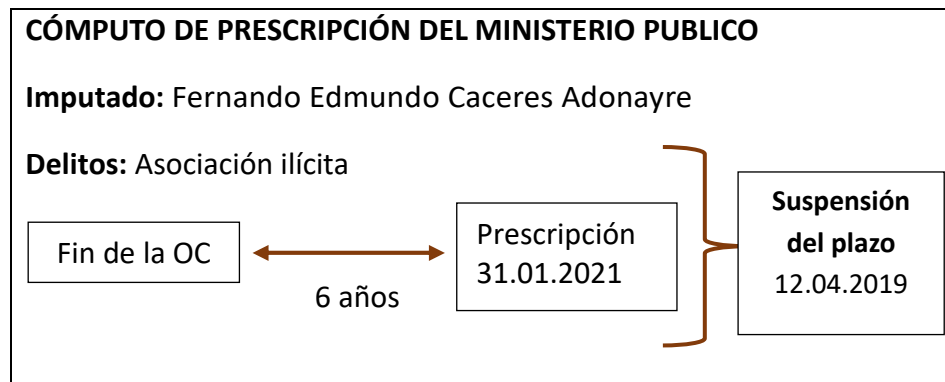 CÓMPUTO DE PRESCRIPCIÓN DEL MINISTERIO PUBLICO
Imputado: Fernando Edmundo Caceres Adonayre
Delitos: Asociación ilícita
Fin de la OC
6 años
Prescripción
31.01.2021
Suspensión
del plazo
12.04.2019